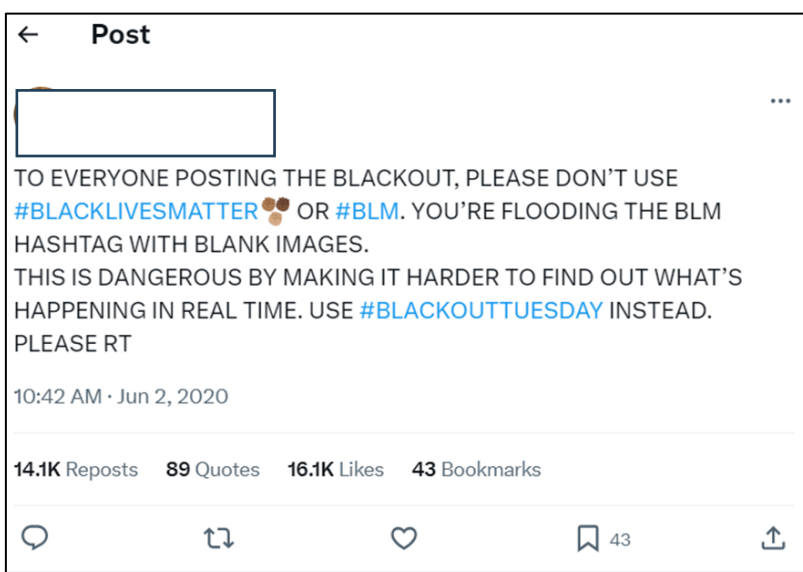 Post
TO EVERYONE POSTING THE BLACKOUT, PLEASE DON’T USE
#BLACKLIVESMATTER OR #BLM. YOU’RE FLOODING THE BLM
HASHTAG WITH BLANK IMAGES.
THIS IS DANGEROUS BY MAKING IT HARDER TO FIND OUT WHAT’S
HAPPENING IN REAL TIME. USE #BLACKOUTTUESDAY INSTEAD.
PLEASE RT
10:42 AM · Jun 2, 2020
14.1K Reposts 89 Quotes 16.1K Likes 43 Bookmarks
43